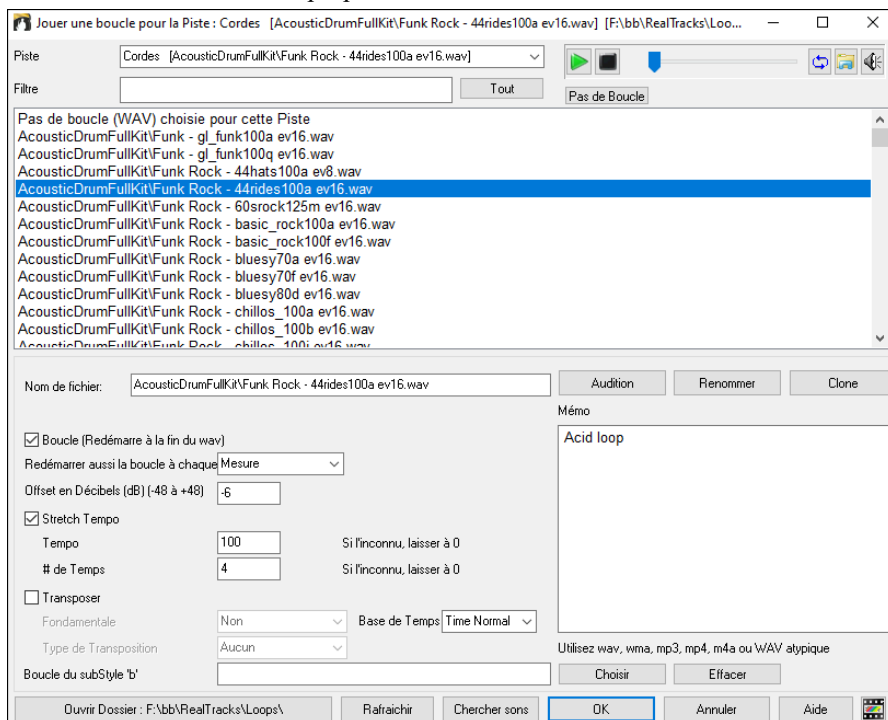 Jouer une boucle pour la Piste : Cordes [AcousticDrumFullKit\Funk Rock - 44rides100a ev16.wav] [F:\bb\RealTracks\Loo...
Piste
Cordes [AcousticDrumFullKit\Funk Rock - 44rides100a ev16.wav]
Filtre
Tout
Pas de Boucle
Pas de boucle (WAV) choisie pour cette Piste
AcousticDrumFullKit\Funk - gl_funk100a ev16.wav
AcousticDrumFullKit\Funk - gl_funk100q ev16.wav
AcousticDrumFullKit\Funk Rock - 44hats100a ev8.wav
AcousticDrumFullKit\Funk Rock - 44rides100a ev16.wav
AcousticDrumFullKit\Funk Rock - 60srock125m ev16.wav
AcousticDrumFullKit\Funk Rock - basic_rock100a ev16.wav
AcousticDrumFullKit\Funk Rock - basic_rock100f ev16.wav
AcousticDrumFullKit\Funk Rock - bluesy70a ev16.wav
AcousticDrumFullKit\Funk Rock - bluesy70f ev16.wav
AcousticDrumFullKit\Funk Rock - bluesy80d ev16.wav
AcousticDrumFullKit\Funk Rock - chillos_100a ev16.wav
AcousticDrumFullKit\Funk Rock - chillos_100b ev16.wav
AcousticDrumFullKit\Funk Rock - chillos_100i ev16.wav
Nom de fichier: AcousticDrumFullKit\Funk Rock - 44rides100a ev16.wav
Audition Renommer Clone
Mémo
Acid loop
Boucle (Redémarre à la fin du wav)
Redémarrer aussi la boucle à chaque Mesure
Offset en Décibels (dB) (-48 à +48) -6
Stretch Tempo
Tempo 100 Si l'inconnu, laisser à 0
# de Temps 4 Si l'inconnu, laisser à 0
Transposer
Fondamentale Non Base de Temps Time Normal
Type de Transposition Aucun
Utilisez wav, wma, mp3, mp4, m4a ou WAV atypique
Boucle du subStyle 'b'
Choisir Effacer
Ouvrir Dossier : F:\bb\RealTracks\Loops\ Rafraichir Chercher sons OK Annuler Aide